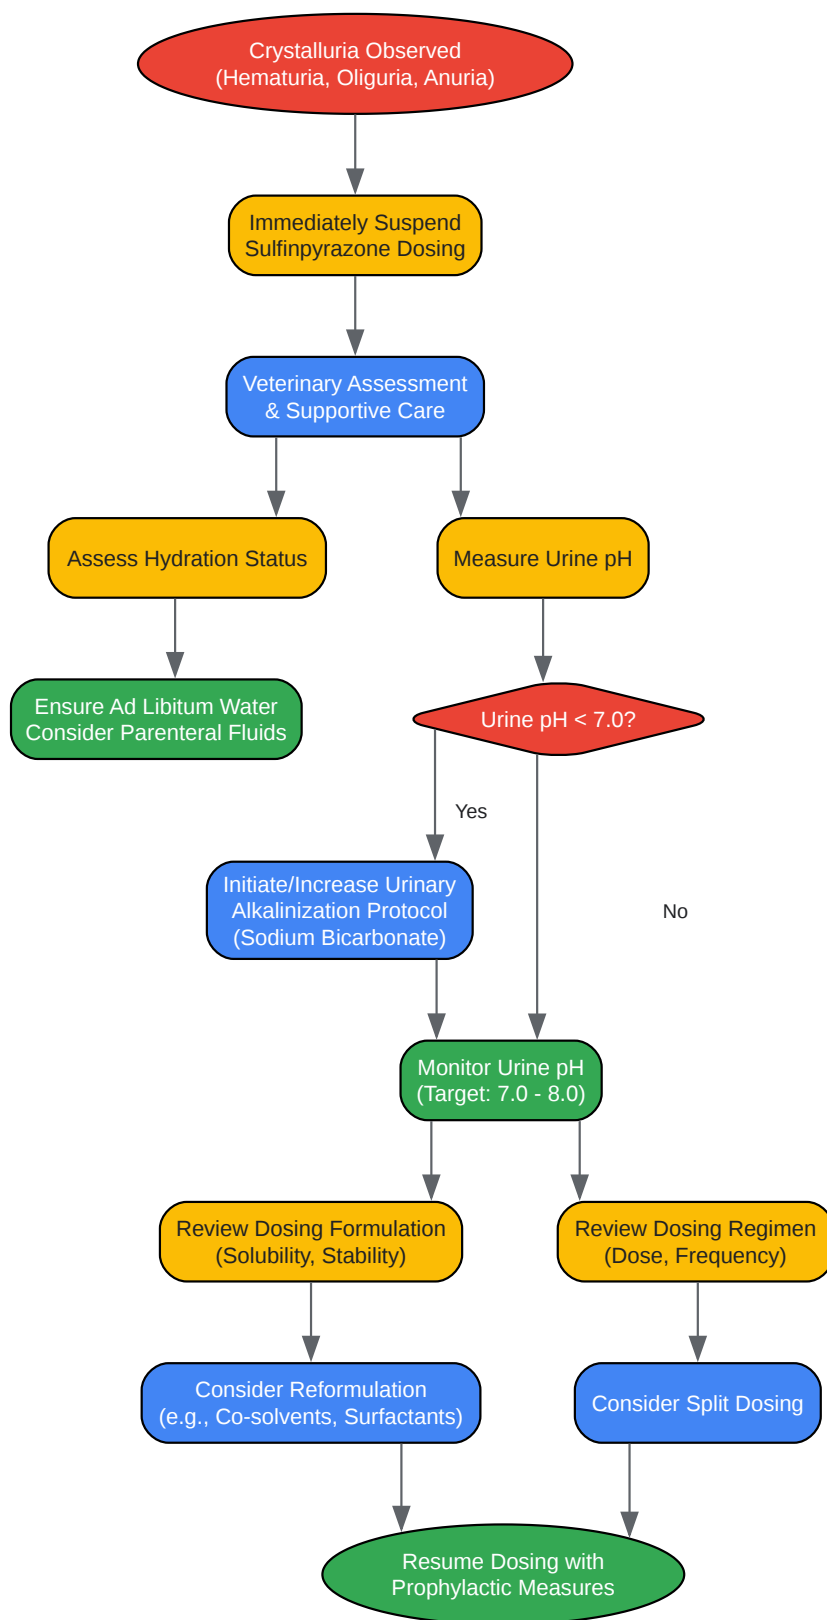 Crystalluria Observed
(Hematuria, Oliguria, Anuria)
Immediately Suspend
Sulfinpyrazone Dosing
Veterinary Assessment
& Supportive Care
Assess Hydration Status
Measure Urine pH
Ensure Ad Libitum Water
Consider Parenteral Fluids
Urine pH < 7.0?
Yes
Initiate/Increase Urinary
Alkalinization Protocol
(Sodium Bicarbonate)
No
Monitor Urine pH
(Target: 7.0 - 8.0)
Review Dosing Formulation
(Solubility, Stability)
Review Dosing Regimen
(Dose, Frequency)
Consider Reformulation
(e.g., Co-solvents, Surfactants)
Consider Split Dosing
Resume Dosing with
Prophylactic Measures